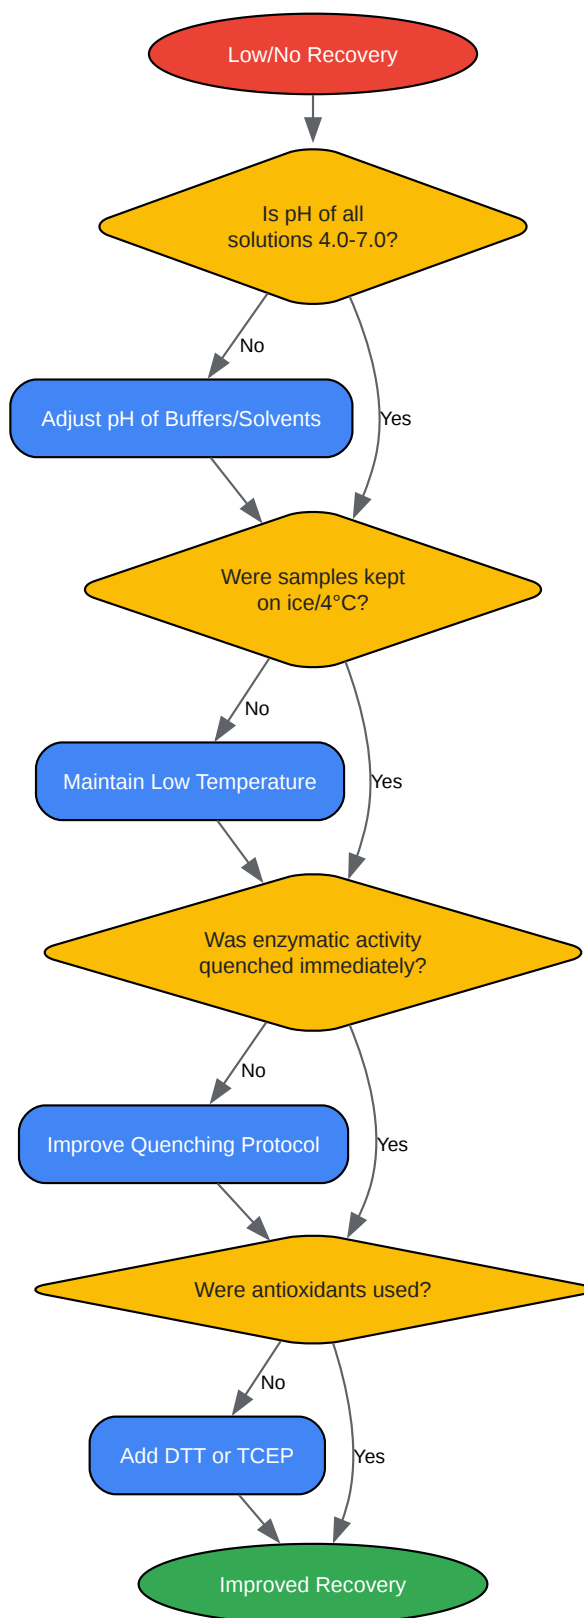 Low/No Recovery
Is pH of all
solutions 4.0-7.0?
No
Yes
Adjust pH of Buffers/Solvents
Were samples kept
on ice/4°C?
No
Yes
Maintain Low Temperature
Was enzymatic activity
quenched immediately?
No
Yes
Improve Quenching Protocol
Were antioxidants used?
No
Yes
Add DTT or TCEP
Improved Recovery